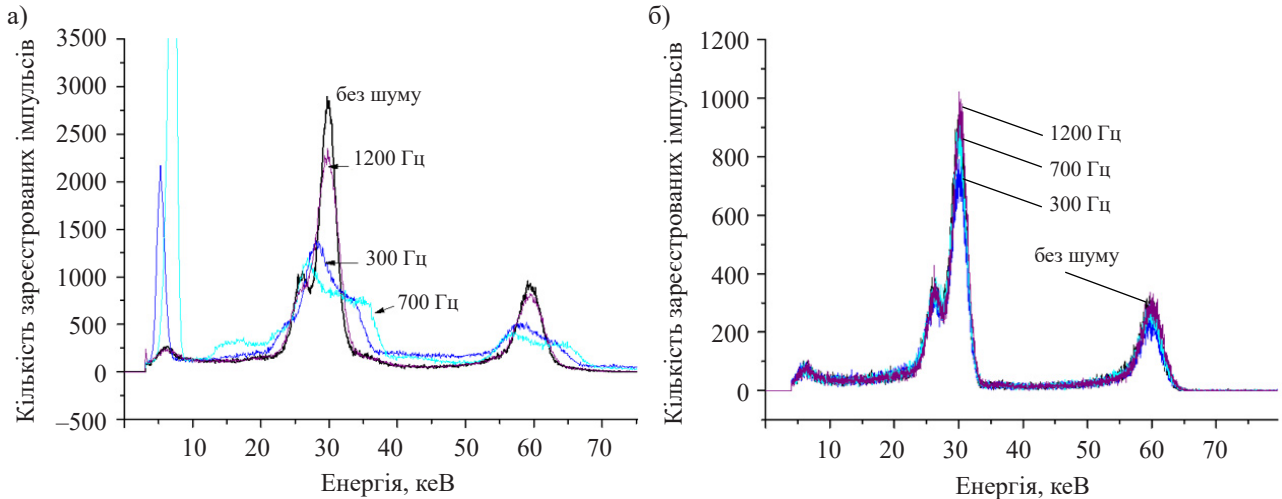 а)
Кількість зареєстрованих імпульсів
3500
3000
2500
2000
1500
1000
500
0
–500
без шуму
1200 Гц
300 Гц
700 Гц
10 20 30 40 50 60 70
Енергія, кеВ
б)
Кількість зареєстрованих імпульсів
1200
1000
800
600
400
200
0
1200 Гц
700 Гц
300 Гц
без шуму
10 20 30 40 50 60 70
Енергія, кеВ